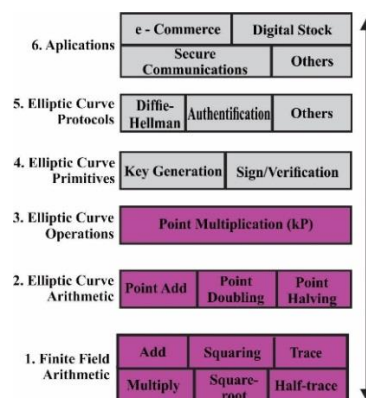 e - Commerce Digital Stock
6. Aplications
Secure
Communications Others
5. Elliptic Curve
Protocols
Diffie-
Hellman Authentification Others
4. Elliptic Curve
Primitives
Key Generation Sign/Verification
3. Elliptic Curve
Operations
Point Multiplication (kP)
2. Elliptic Curve
Arithmetic
Point Add
Point
Doubling
Point
Halving
1. Finite Field
Arithmetic
Add Squaring Trace
Multiply
Square-
root
Half-trace